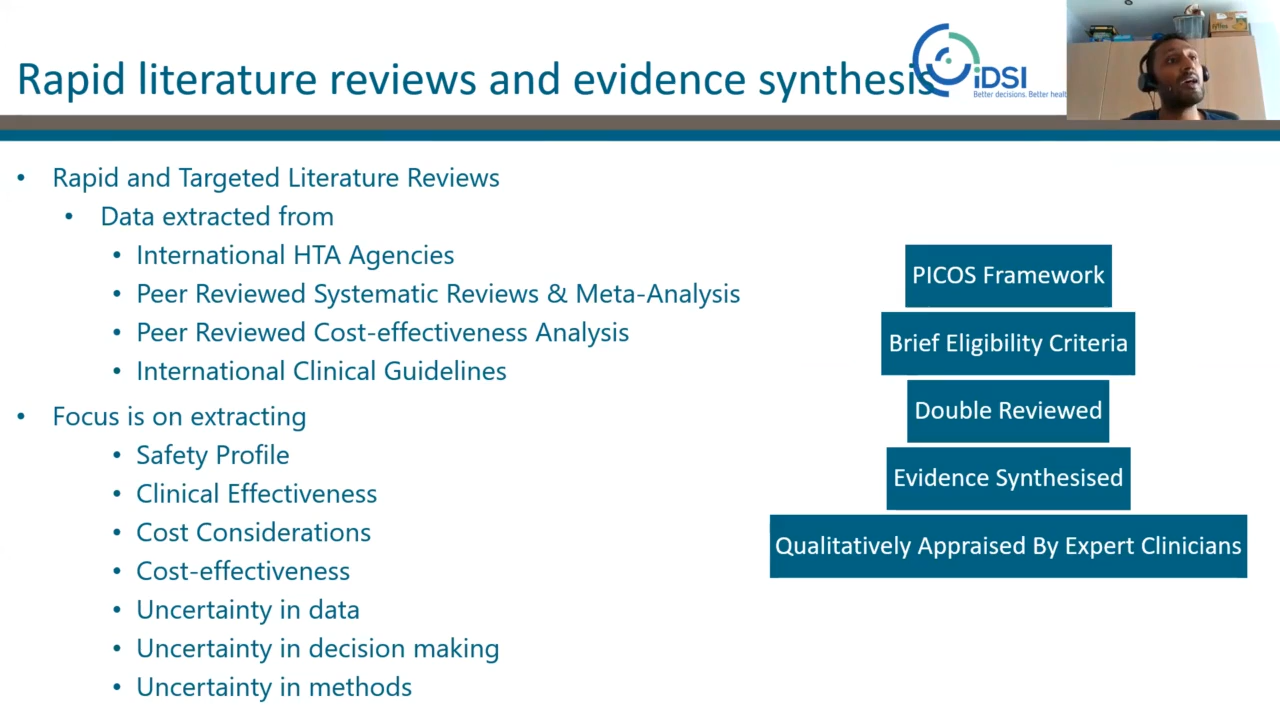 Rapid literature reviews and evidence synthesis
iDSI
Better decisions. Better healt
• Rapid and Targeted Literature Reviews
• Data extracted from
• International HTA Agencies
• Peer Reviewed Systematic Reviews & Meta-Analysis
• Peer Reviewed Cost-effectiveness Analysis
• International Clinical Guidelines
• Focus is on extracting
• Safety Profile
• Clinical Effectiveness
• Cost Considerations
• Cost-effectiveness
• Uncertainty in data
• Uncertainty in decision making
• Uncertainty in methods
PICOS Framework
Brief Eligibility Criteria
Double Reviewed
Evidence Synthesised
Qualitatively Appraised By Expert Clinicians